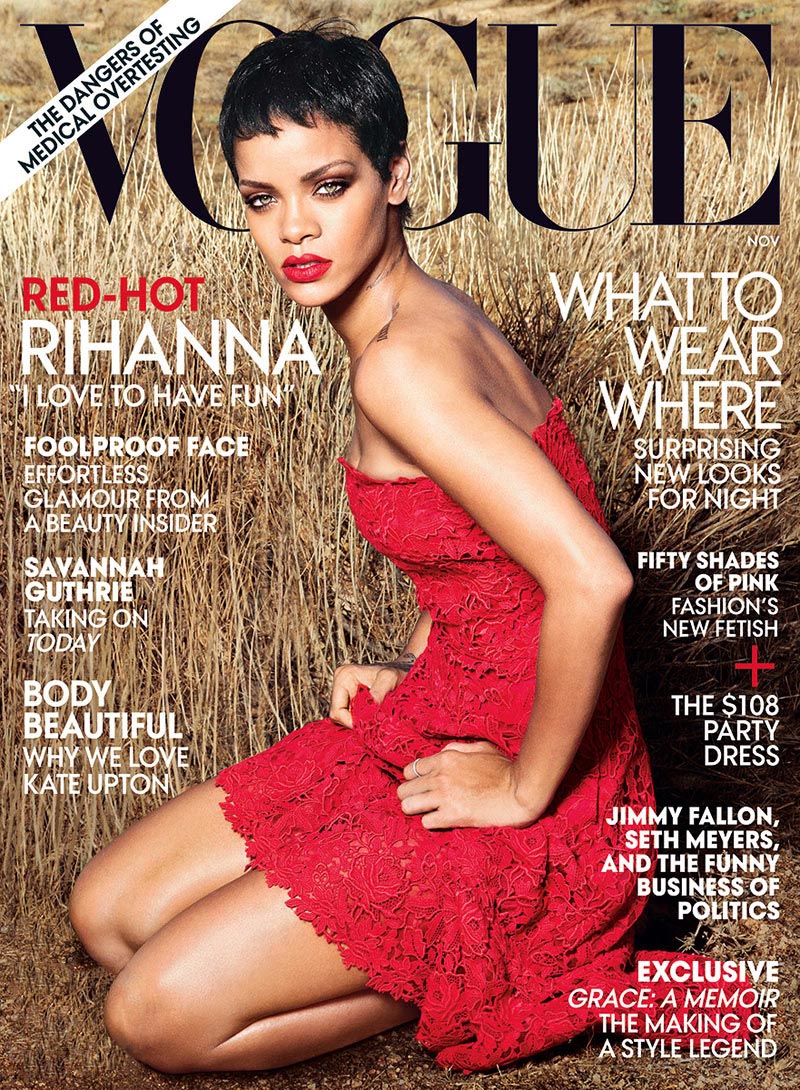 THE DANGERS OF
MEDICAL OVERTESTING
VOGUE
NOV
RED-HOT
RIHANNA
"I LOVE TO HAVE FUN"
FOOLPROOF FACE
EFFORTLESS
GLAMOUR FROM
A BEAUTY INSIDER
SAVANNAH
GUTHRIE
TAKING ON
TODAY
BODY
BEAUTIFUL
WHY WE LOVE
KATE UPTON
WHAT TO
WEAR
WHERE
SURPRISING
NEW LOOKS
FOR NIGHT
FIFTY SHADES
OF PINK
FASHION'S
NEW FETISH
+
THE $108
PARTY
DRESS
JIMMY FALLON,
SETH MEYERS,
AND THE FUNNY
BUSINESS OF
POLITICS
EXCLUSIVE
GRACE: A MEMOIR
THE MAKING OF
A STYLE LEGEND